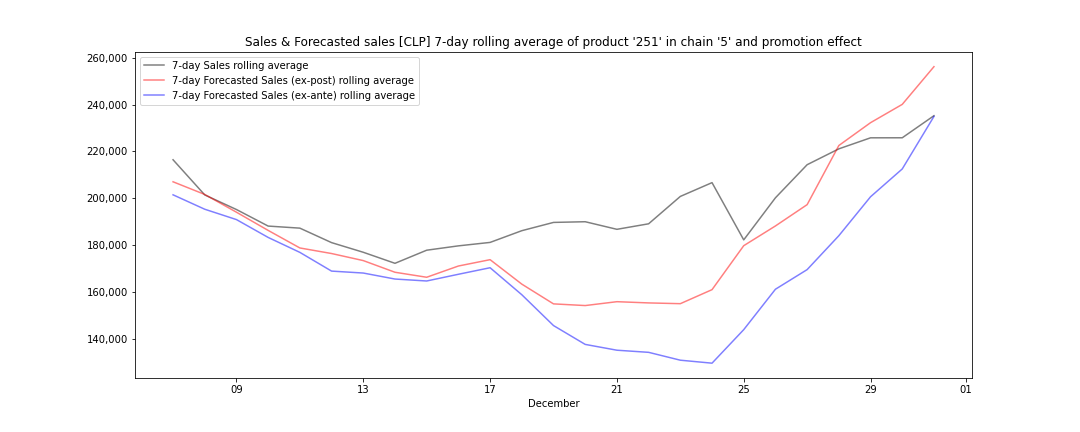 Sales & Forecasted sales [CLP] 7-day rolling average of product '251' in chain '5' and promotion effect
260,000
240,000
220,000
200,000
180,000
160,000
140,000
7-day Sales rolling average
7-day Forecasted Sales (ex-post) rolling average
7-day Forecasted Sales (ex-ante) rolling average
09 13 17 21 25 29 01
December